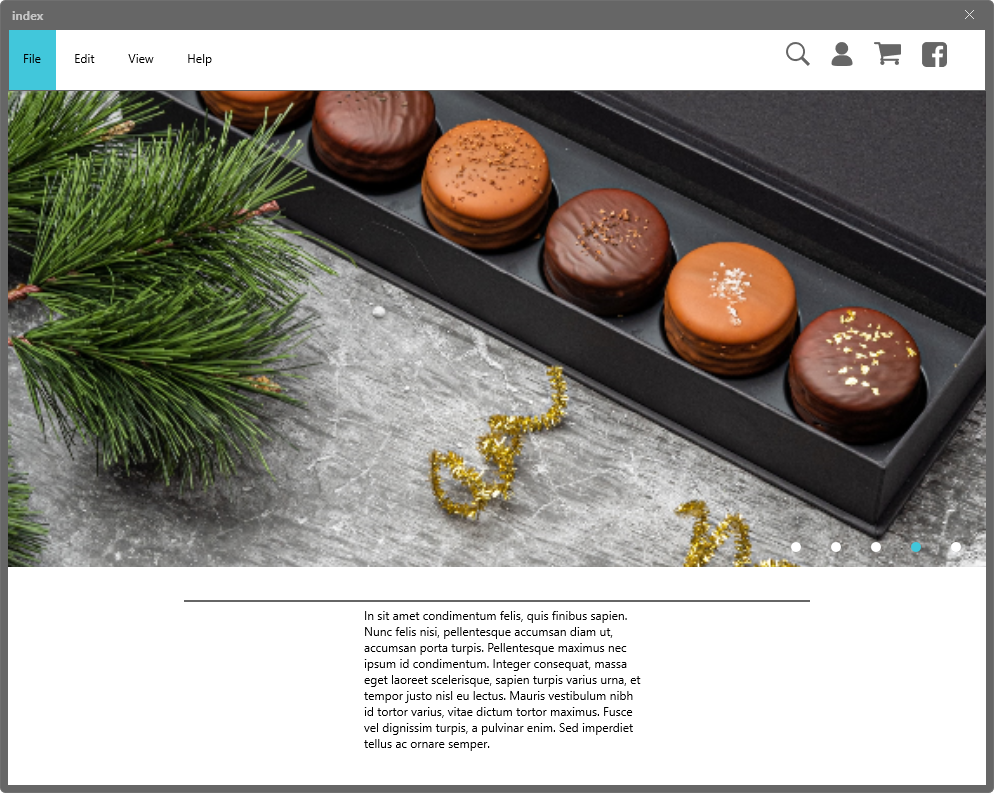 index
File Edit View Help
In sit amet condimentum felis, quis finibus sapien.
Nunc felis nisi, pellentesque accumsan diam ut,
accumsan porta turpis. Pellentesque maximus nec
ipsum id condimentum. Integer consequat, massa
eget laoreet scelerisque, sapien turpis varius urna, et
tempor justo nisl eu lectus. Mauris vestibulum nibh
id tortor varius, vitae dictum tortor maximus. Fusce
vel dignissim turpis, a pulvinar enim. Sed imperdiet
tellus ac ornare semper.